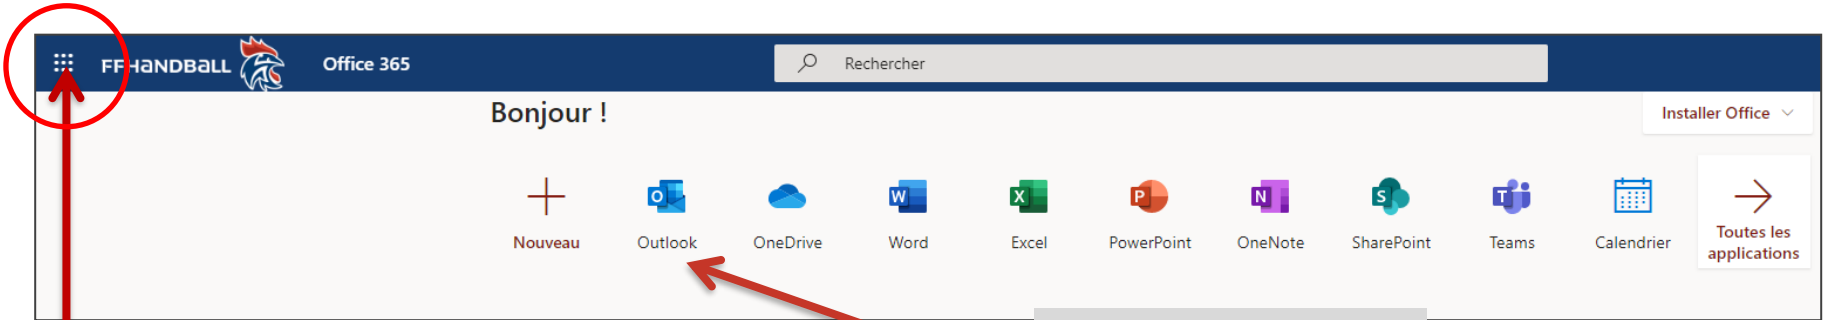 FFHANDBALL Office 365 Rechercher
Bonjour !
Installer Office
Nouveau Outlook OneDrive Word Excel PowerPoint OneNote SharePoint Teams Calendrier Toutes les
applications